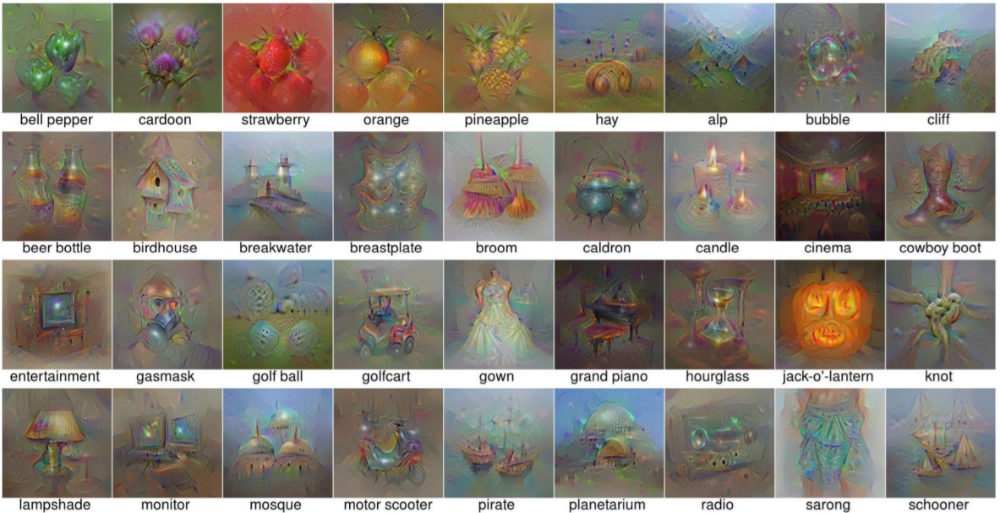 bell pepper cardoon strawberry orange pineapple hay alp bubble cliff
beer bottle birdhouse breakwater breastplate broom caldron candle cinema cowboy boot
entertainment gasmask golf ball golfcart gown grand piano hourglass jack-o'-lantern knot
lampshade monitor mosque motor scooter pirate planetarium radio sarong schooner